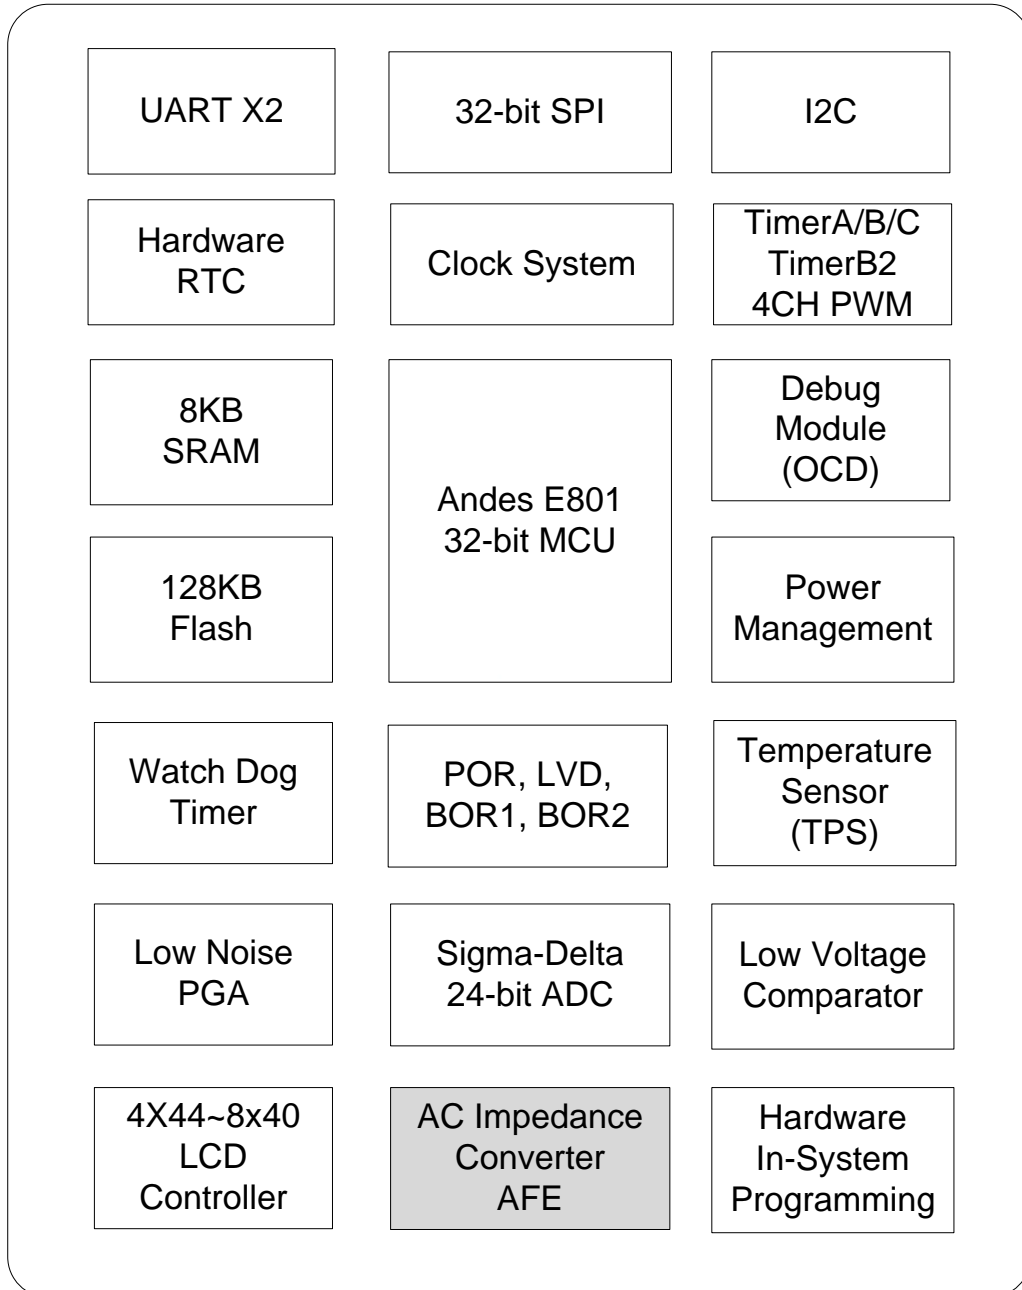 UART X2
32-bit SPI
I2C
Hardware
RTC
Clock System
TimerA/B/C
TimerB2
4CH PWM
8KB
SRAM
Andes E801
32-bit MCU
Debug
Module
(OCD)
128KB
Flash
Power
Management
Watch Dog
Timer
POR, LVD,
BOR1, BOR2
Temperature
Sensor
(TPS)
Low Noise
PGA
Sigma-Delta
24-bit ADC
Low Voltage
Comparator
4X44~8x40
LCD
Controller
AC Impedance
Converter
AFE
Hardware
In-System
Programming